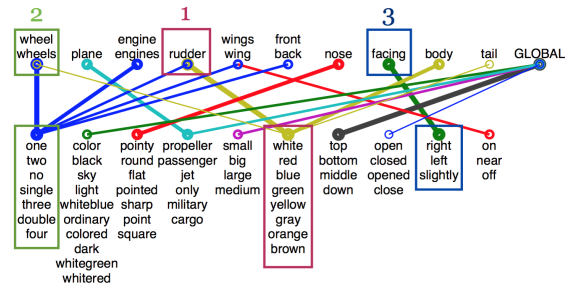 2 1 3
wheel plane engine rudder wings front nose facing body tail GLOBAL
wheels engines wing back
one color pointy propeller small white top open right on
two black round passenger big red bottom closed left near
no sky flat jet large blue middle opened slightly off
single light pointed only medium green down close
three whiteblue sharp military yellow
double ordinary point cargo gray
four colored square orange
dark brown
whitegreen
whitered